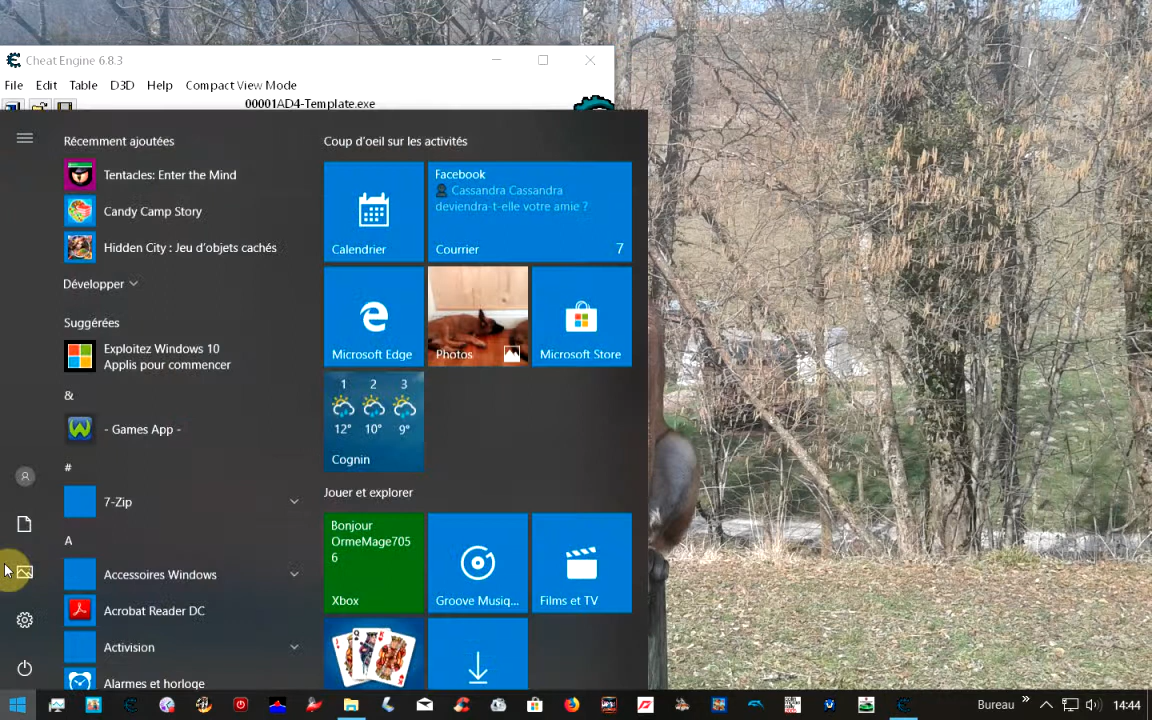 Cheat Engine 6.8.3
File Edit Table D3D Help Compact View Mode
00001AD4-Template.exe
Récemment ajoutées
Tentacles: Enter the Mind
Candy Camp Story
Hidden City : Jeu d'objets cachés
Développer
Suggérées
Exploitez Windows 10
Applis pour commencer
&
- Games App -
#
7-Zip
A
Accessoires Windows
Acrobat Reader DC
Activision
Alarmes et horloge
Coup d'oeil sur les activités
Calendrier
Facebook
Cassandra Cassandra
deviendra-t-elle votre amie ?
Courrier 7
Microsoft Edge
Photos
Microsoft Store
1 2 3
12° 10° 9°
Cognin
Jouer et explorer
Bonjour
OrmeMage705
6
Xbox
Groove Musiq...
Films et TV
Bureau
14:44